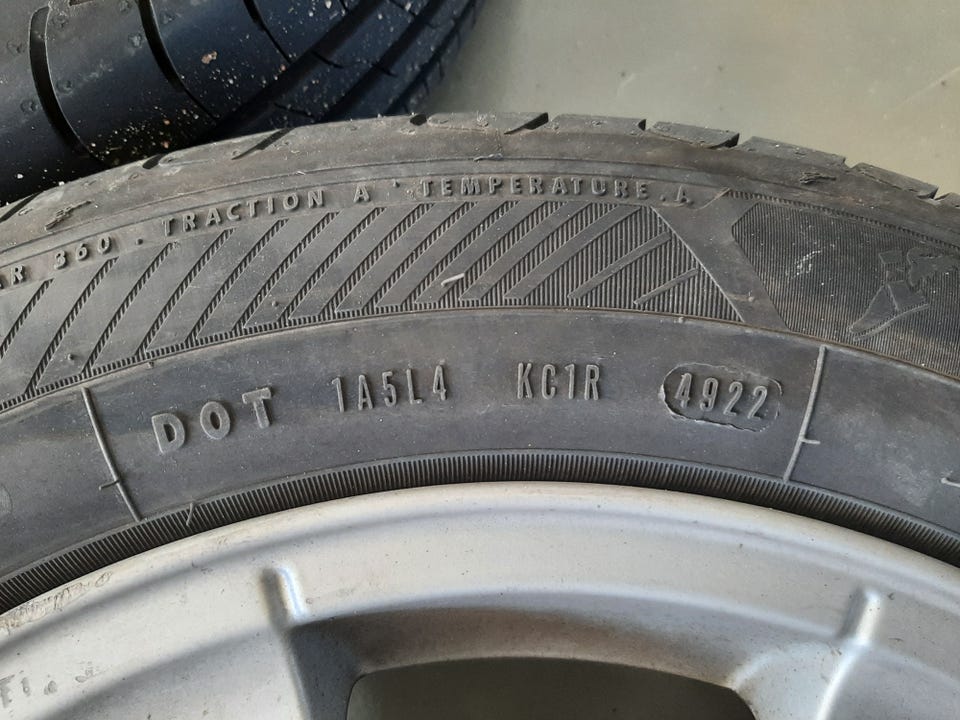 360 . TRACTION A · TEMPERATURE . A
DOT 1A5L4 KC1R 4922